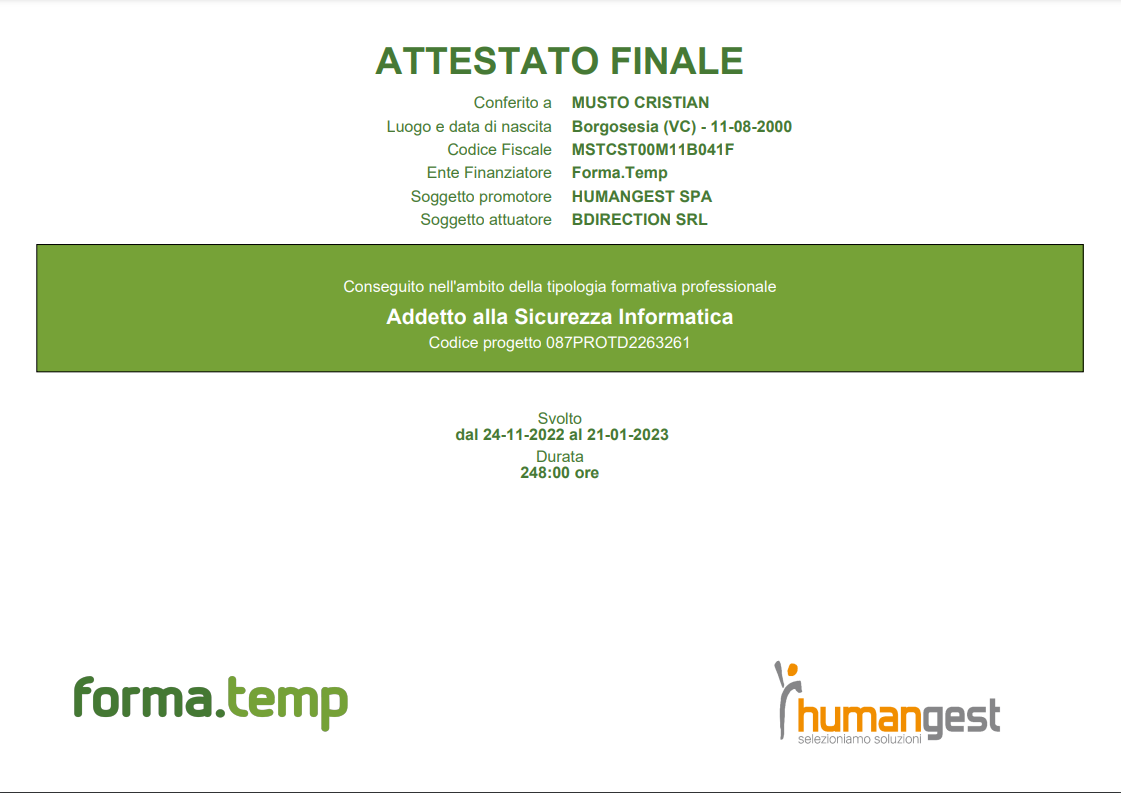 ATTESTATO FINALE
Conferito a MUSTO CRISTIAN
Luogo e data di nascita Borgosesia (VC) - 11-08-2000
Codice Fiscale MSTCST00M11B041F
Ente Finanziatore Forma.Temp
Soggetto promotore HUMANGEST SPA
Soggetto attuatore BDIRECTION SRL
Conseguito nell'ambito della tipologia formativa professionale
Addetto alla Sicurezza Informatica
Codice progetto 087PROTD2263261
Svolto
dal 24-11-2022 al 21-01-2023
Durata
248:00 ore
forma.temp
humangest
selezioniamo soluzioni